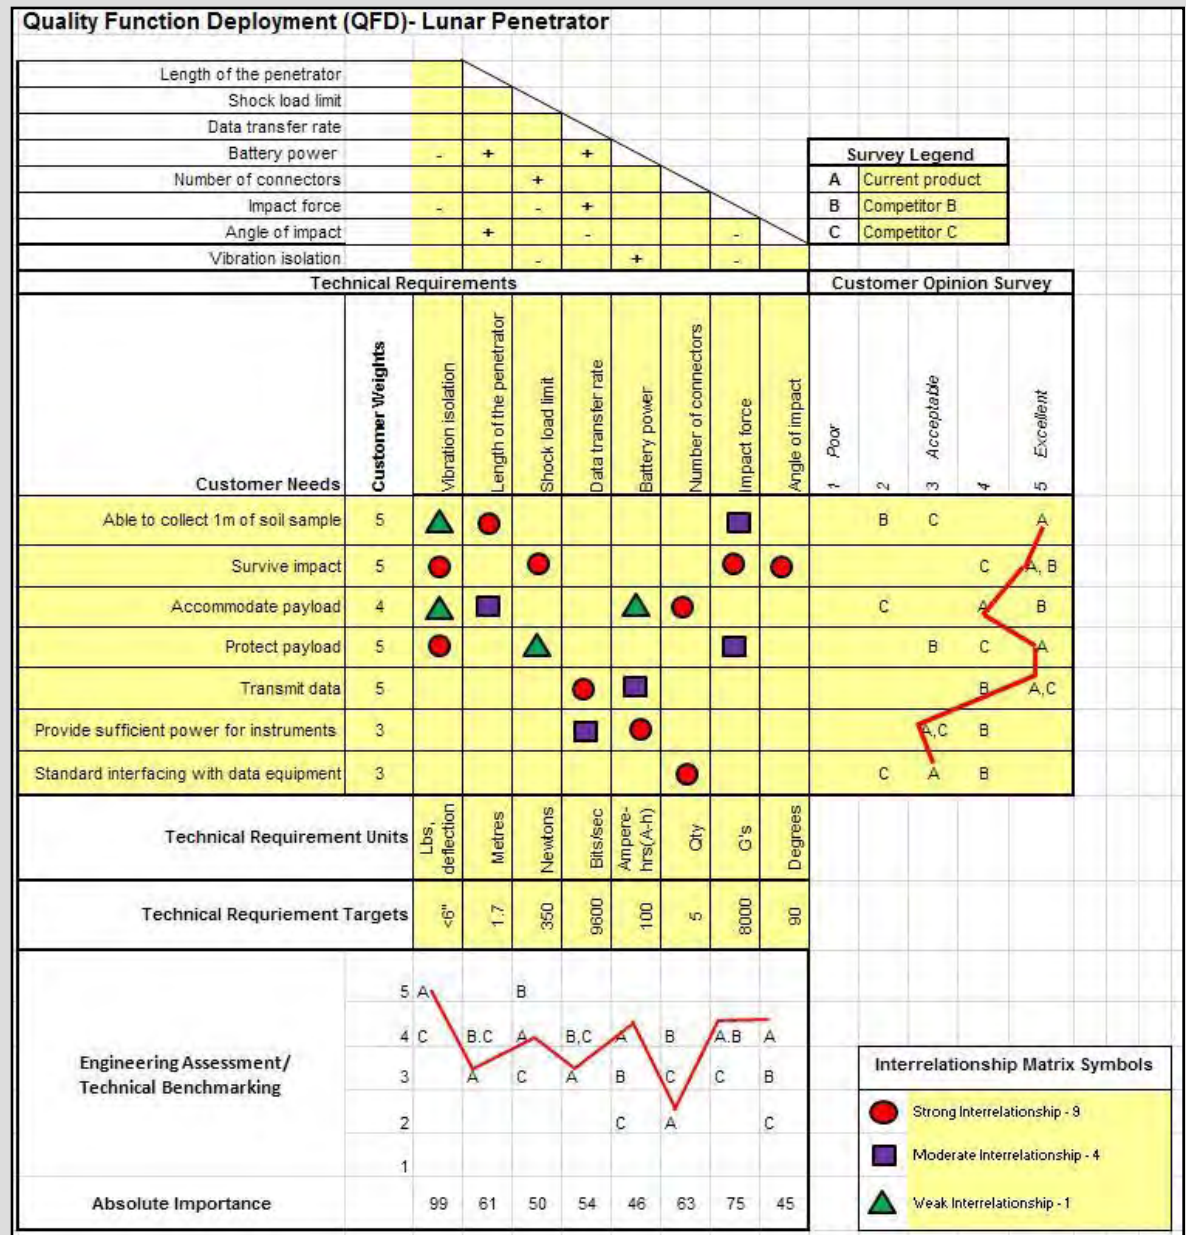 Quality Function Deployment (QFD)- Lunar Penetrator
Length of the penetrator
Shock load limit
Data transfer rate
Battery power - + +
Number of connectors +
Impact force - - +
Angle of impact + - -
Vibration isolation - + -
Survey Legend
A Current product
B Competitor B
C Competitor C
Technical Requirements
Customer Opinion Survey
Customer Needs
Customer Weights
Vibration isolation
Length of the penetrator
Shock load limit
Data transfer rate
Battery power
Number of connectors
Impact force
Angle of impact
1 Poor
2
3 Acceptable
4
5 Excellent
Able to collect 1m of soil sample 5 B C A
Survive impact 5 C A, B
Accommodate payload 4 C A B
Protect payload 5 B C A
Transmit data 5 B A,C
Provide sufficient power for instruments 3 A,C B
Standard interfacing with data equipment 3 C A B
Technical Requirement Units
Lbs,
deflection
Metres
Newtons
Bits/sec
Ampere-
hrs(A-h)
Qty
G's
Degrees
Technical Requriement Targets <6" 1.7 350 9600 100 5 8000 90
Engineering Assessment/
Technical Benchmarking
5 A B
4 C B.C A B,C A B A.B A
3 A C A B C C B
2 C A C
1
Absolute Importance 99 61 50 54 46 63 75 45
Interrelationship Matrix Symbols
Strong Interrelationship - 9
Moderate Interrelationship - 4
Weak Interrelationship - 1